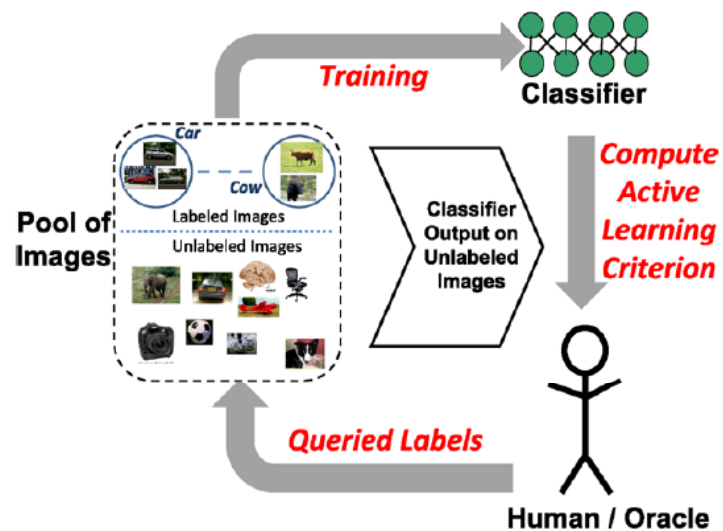 Training
Classifier
Car
Cow
Labeled Images
Unlabeled Images
Pool of
Images
Classifier
Output on
Unlabeled
Images
Compute
Active
Learning
Criterion
Queried Labels
Human / Oracle